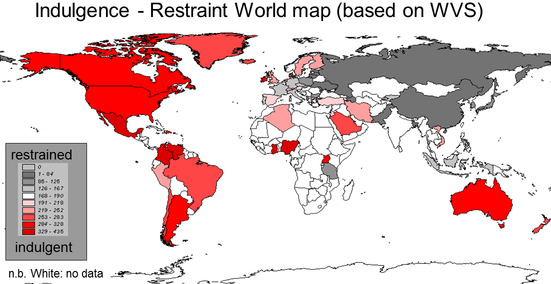 Indulgence - Restraint World map (based on WVS)
restrained
0
1 - 84
85 - 125
126 - 167
168 - 190
191 - 218
219 - 252
253 - 283
284 - 328
329 - 435
indulgent
n.b. White: no data